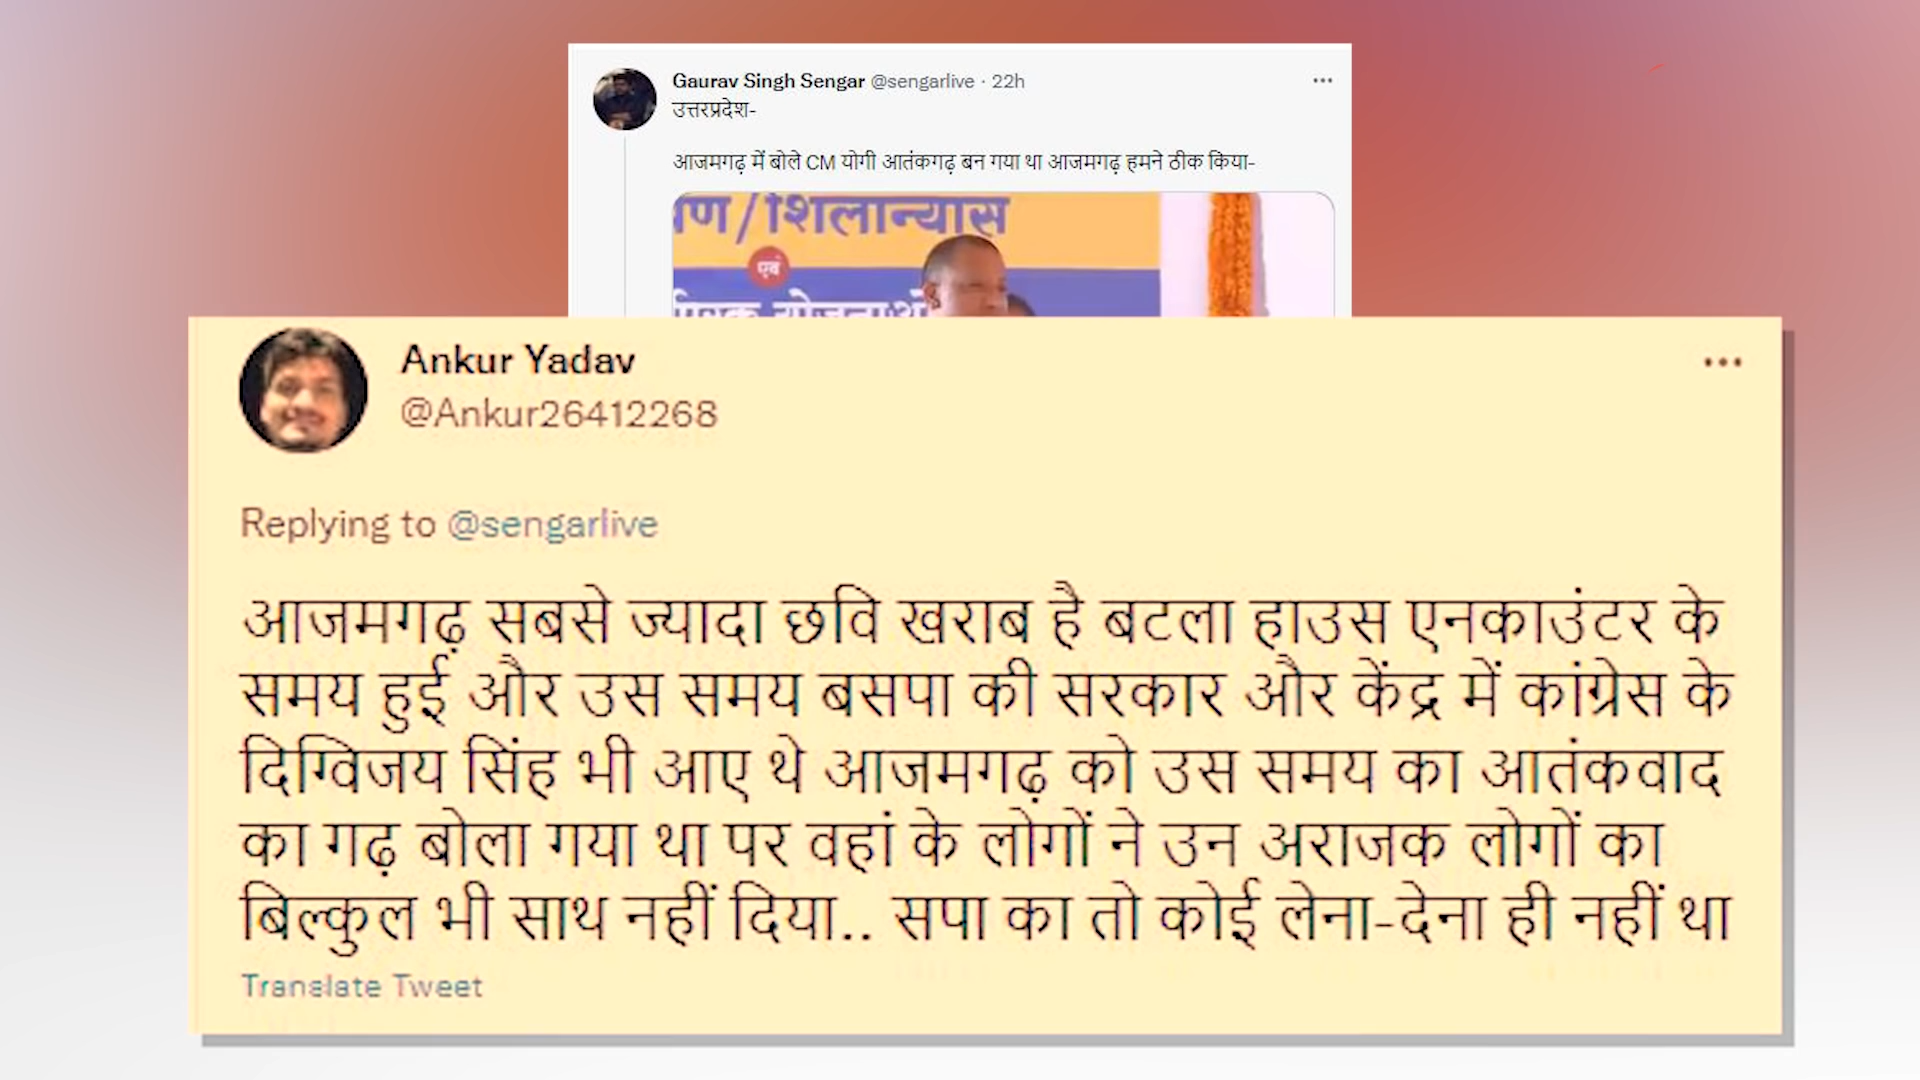 Gaurav Singh Sengar @sengarlive · 22h
उत्तरप्रदेश-
आजमगढ़ में बोले CM योगी आतंकगढ़ बन गया था आजमगढ़ हमने ठीक किया-
पण/शिलान्यास
एवं
Ankur Yadav
@Ankur26412268
Replying to @sengarlive
आजमगढ़ सबसे ज्यादा छवि खराब है बटला हाउस एनकाउंटर के
समय हुई और उस समय बसपा की सरकार और केंद्र में कांग्रेस के
दिग्विजय सिंह भी आए थे आजमगढ़ को उस समय का आतंकवाद
का गढ़ बोला गया था पर वहां के लोगों ने उन अराजक लोगों का
बिल्कुल भी साथ नहीं दिया.. सपा का तो कोई लेना-देना ही नहीं था
Translate Tweet